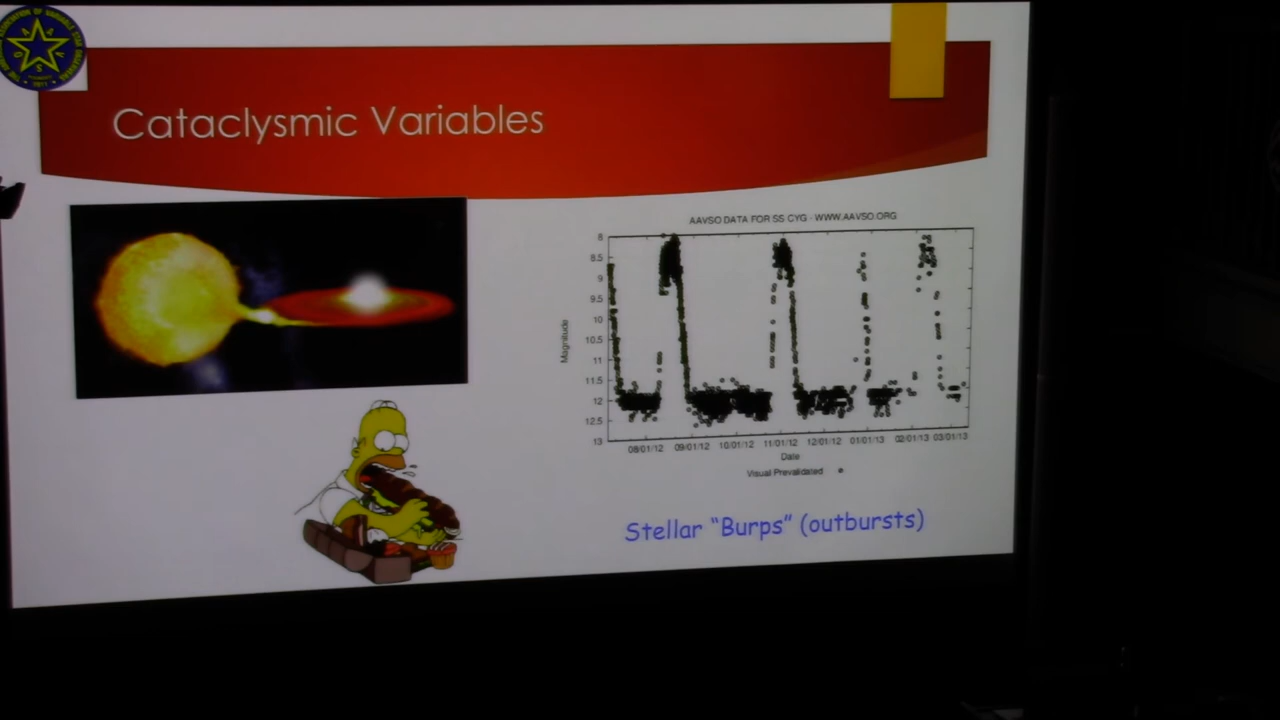 Cataclysmic Variables
AAVSO DATA FOR SS CYG - WWW.AAVSO.ORG
8
8.5
9
9.5
10
10.5
11
11.5
12
12.5
13
Magnitude
08/01/12 09/01/12 10/01/12 11/01/12 12/01/12 01/01/13 02/01/13 03/01/13
Date
Visual Prevalidated
Stellar “Burps” (outbursts)